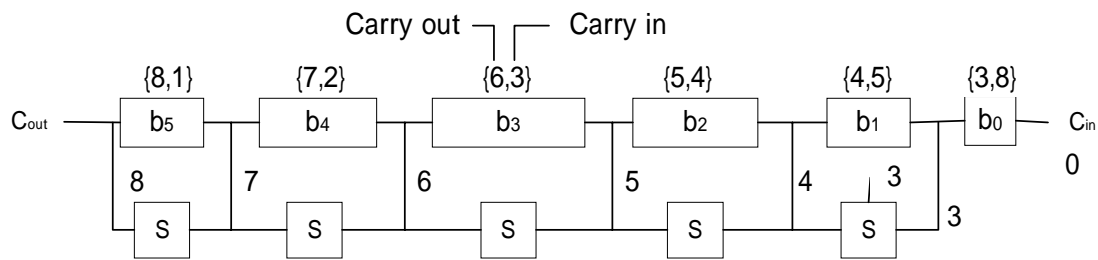 Carry out Carry in
{8,1} {7,2} {6,3} {5,4} {4,5} {3,8}
Cout b5 b4 b3 b2 b1 b0 Cin
0
8 7 6 5 4 3
3
S S S S S